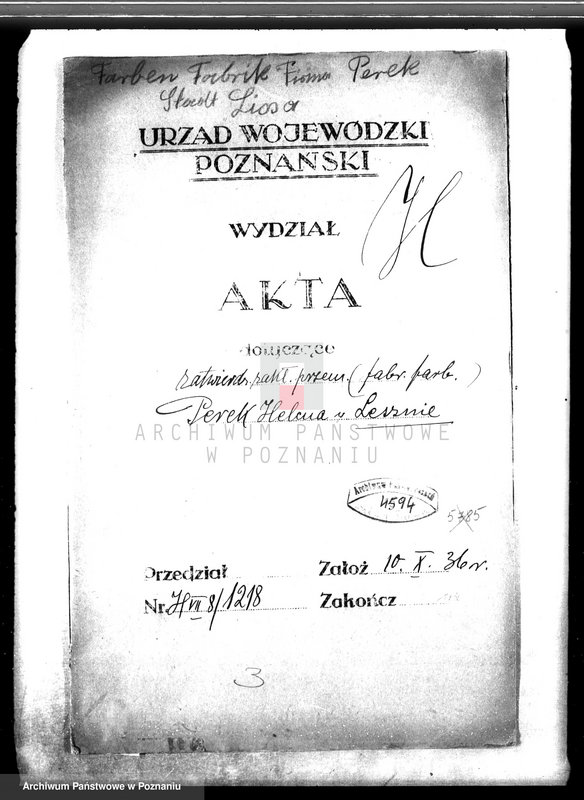 Farben Fabrik Firma Perek
Stadt Lissa
URZĄD WOJEWÓDZKI
POZNAŃSKI
H
WYDZIAŁ
AKTA
dotyczące
zatwierdz. zakł. przem. (fabr. farb.)
Perek Helena w Lesznie
ARCHIWUM PAŃSTWOWE
W POZNANIU
4594
5385
Przedział
Założ 10. X. 36 r.
Nr. H VII 8/1218
Zakończ
3
Archiwum Państwowe w Poznaniu